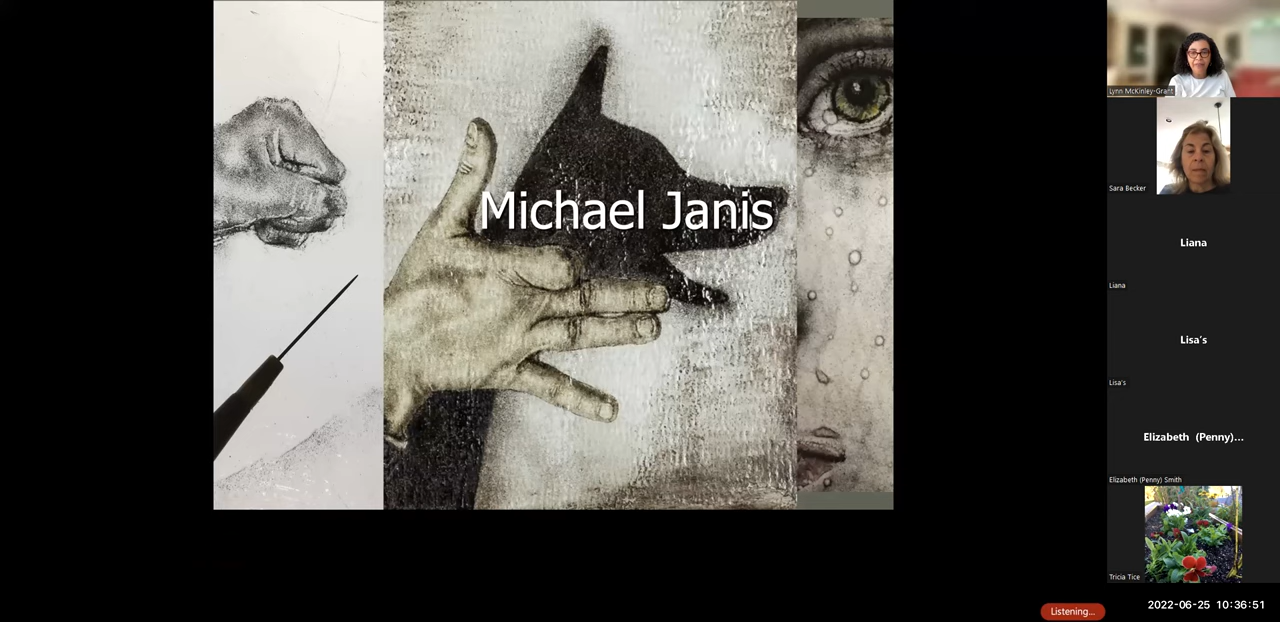 Michael Janis
Lynn McKinley-Grant
Sara Becker
Liana
Liana
Lisa's
Lisa's
Elizabeth (Penny)...
Elizabeth (Penny) Smith
Tricia Tice
Listening...
2022-06-25 10:36:51